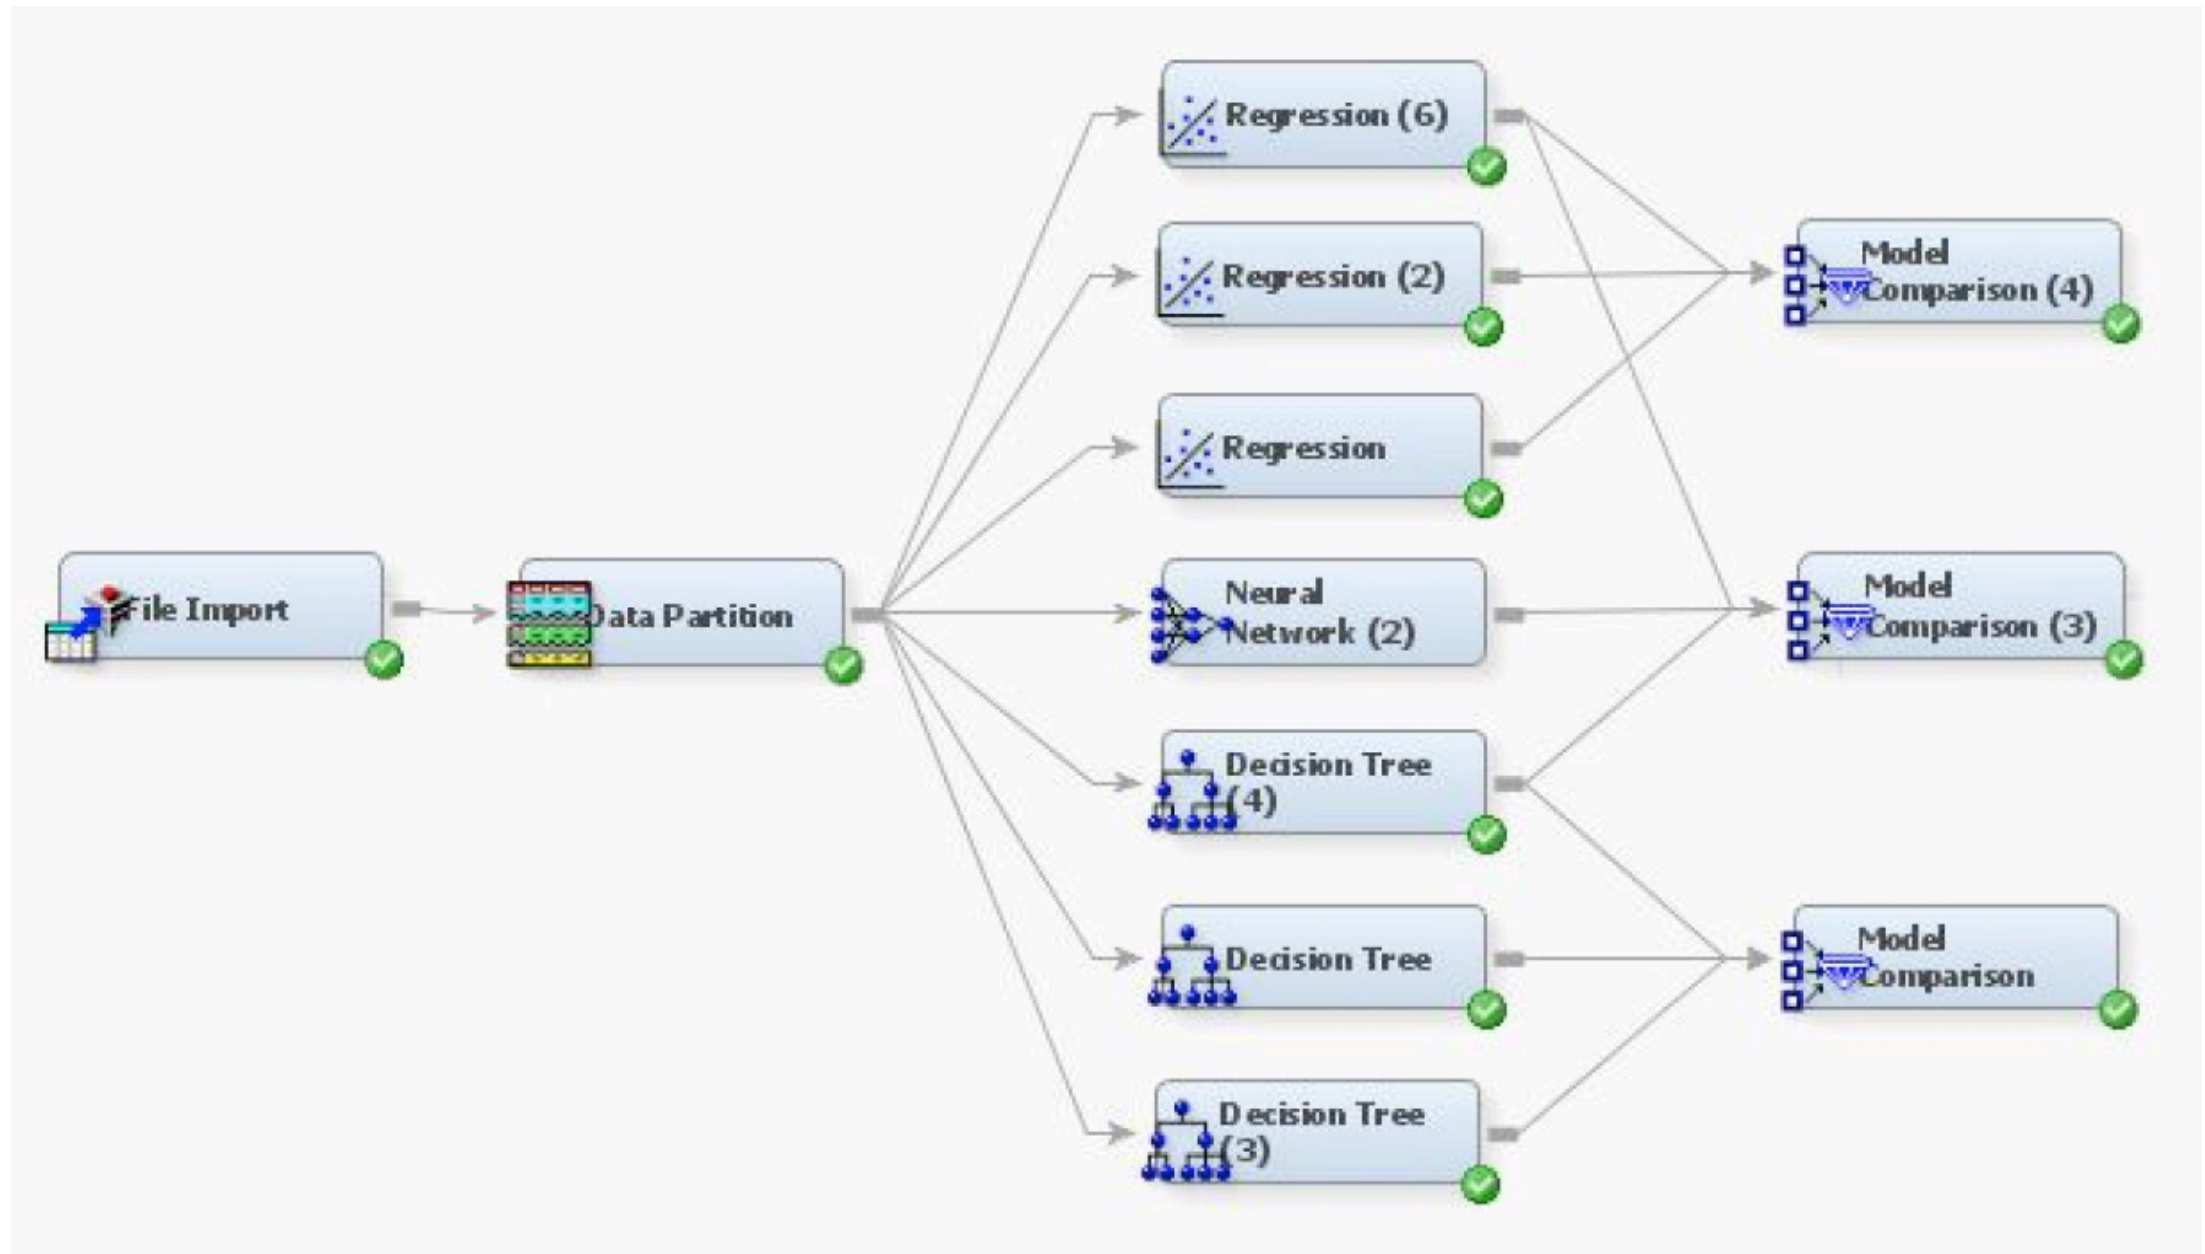 Regression (6)
Regression (2)
Model
Comparison (4)
Regression
File Import
Data Partition
Neural
Network (2)
Model
Comparison (3)
Decision Tree
(4)
Decision Tree
Model
Comparison
Decision Tree
(3)